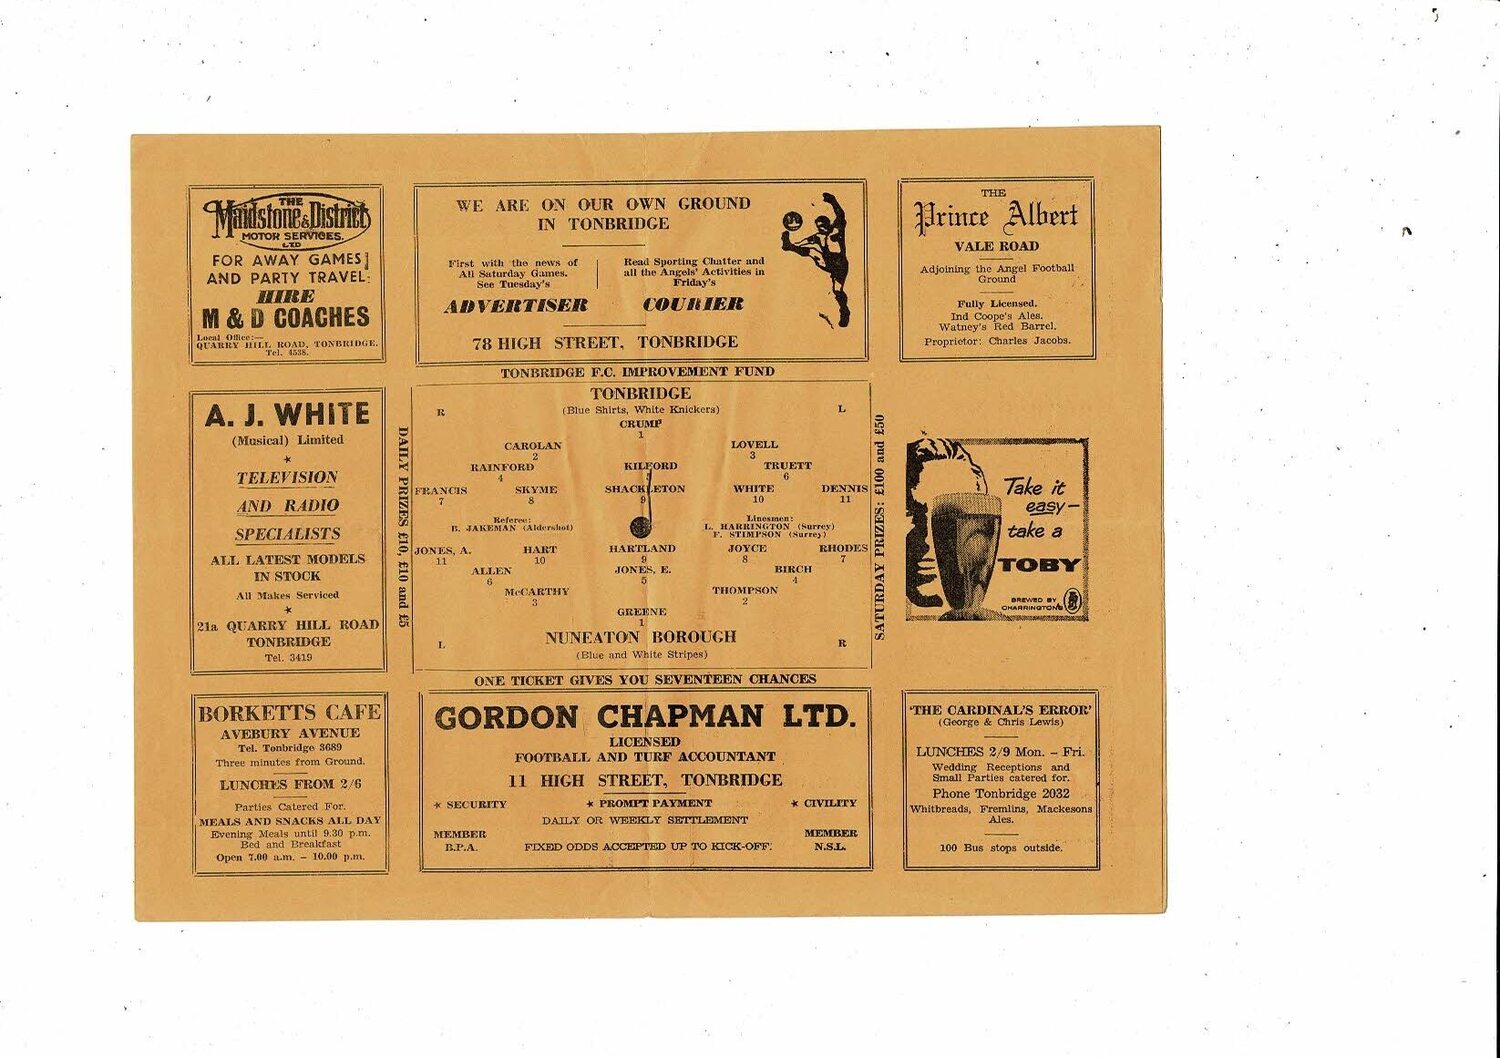 THE
Maidstone & District
MOTOR SERVICES.
LTD
FOR AWAY GAMES
AND PARTY TRAVEL:
HIRE
M & D COACHES
Local Office:—
QUARRY HILL ROAD, TONBRIDGE.
Tel. 4538.
WE ARE ON OUR OWN GROUND
IN TONBRIDGE
First with the news of
All Saturday Games.
See Tuesday's
ADVERTISER
Read Sporting Chatter and
all the Angels' Activities in
Friday's
COURIER
78 HIGH STREET, TONBRIDGE
THE
Prince Albert
VALE ROAD
Adjoining the Angel Football
Ground
Fully Licensed.
Ind Coope's Ales.
Watney's Red Barrel.
Proprietor: Charles Jacobs.
A. J. WHITE
(Musical) Limited
TELEVISION
AND RADIO
SPECIALISTS
ALL LATEST MODELS
IN STOCK
All Makes Serviced
21a QUARRY HILL ROAD
TONBRIDGE
Tel. 3419
DAILY PRIZES £10, £10 and £5
TONBRIDGE F.C. IMPROVEMENT FUND
TONBRIDGE
R (Blue Shirts, White Knickers) L
CRUMP
1
CAROLAN LOVELL
2 3
RAINFORD KILFORD TRUETT
4 6
FRANCIS SKYME SHACKLETON WHITE DENNIS
7 8 9 10 11
Referee:
B. JAKEMAN (Aldershot)
Linesmen:
L. HARRINGTON (Surrey)
F. STIMPSON (Surrey)
JONES, A. HART HARTLAND JOYCE RHODES
11 10 9 8 7
ALLEN JONES, E. BIRCH
6 5 4
McCARTHY THOMPSON
3 2
GREENE
1
L NUNEATON BOROUGH R
(Blue and White Stripes)
ONE TICKET GIVES YOU SEVENTEEN CHANCES
SATURDAY PRIZES: £100 and £50
Take it
easy—
take a
TOBY
BREWED BY
CHARRINGTONS
BORKETTS CAFE
AVEBURY AVENUE
Tel. Tonbridge 3689
Three minutes from Ground.
LUNCHES FROM 2/6
Parties Catered For.
MEALS AND SNACKS ALL DAY
Evening Meals until 9.30 p.m.
Bed and Breakfast
Open 7.00 a.m. – 10.00 p.m.
GORDON CHAPMAN LTD.
LICENSED
FOOTBALL AND TURF ACCOUNTANT
11 HIGH STREET, TONBRIDGE
★ SECURITY ★ PROMPT PAYMENT ★ CIVILITY
DAILY OR WEEKLY SETTLEMENT
MEMBER MEMBER
B.P.A. FIXED ODDS ACCEPTED UP TO KICK-OFF. N.S.L.
'THE CARDINAL'S ERROR'
(George & Chris Lewis)
LUNCHES 2/9 Mon. – Fri.
Wedding Receptions and
Small Parties catered for.
Phone Tonbridge 2032
Whitbreads, Fremlins, Mackesons
Ales.
100 Bus stops outside.